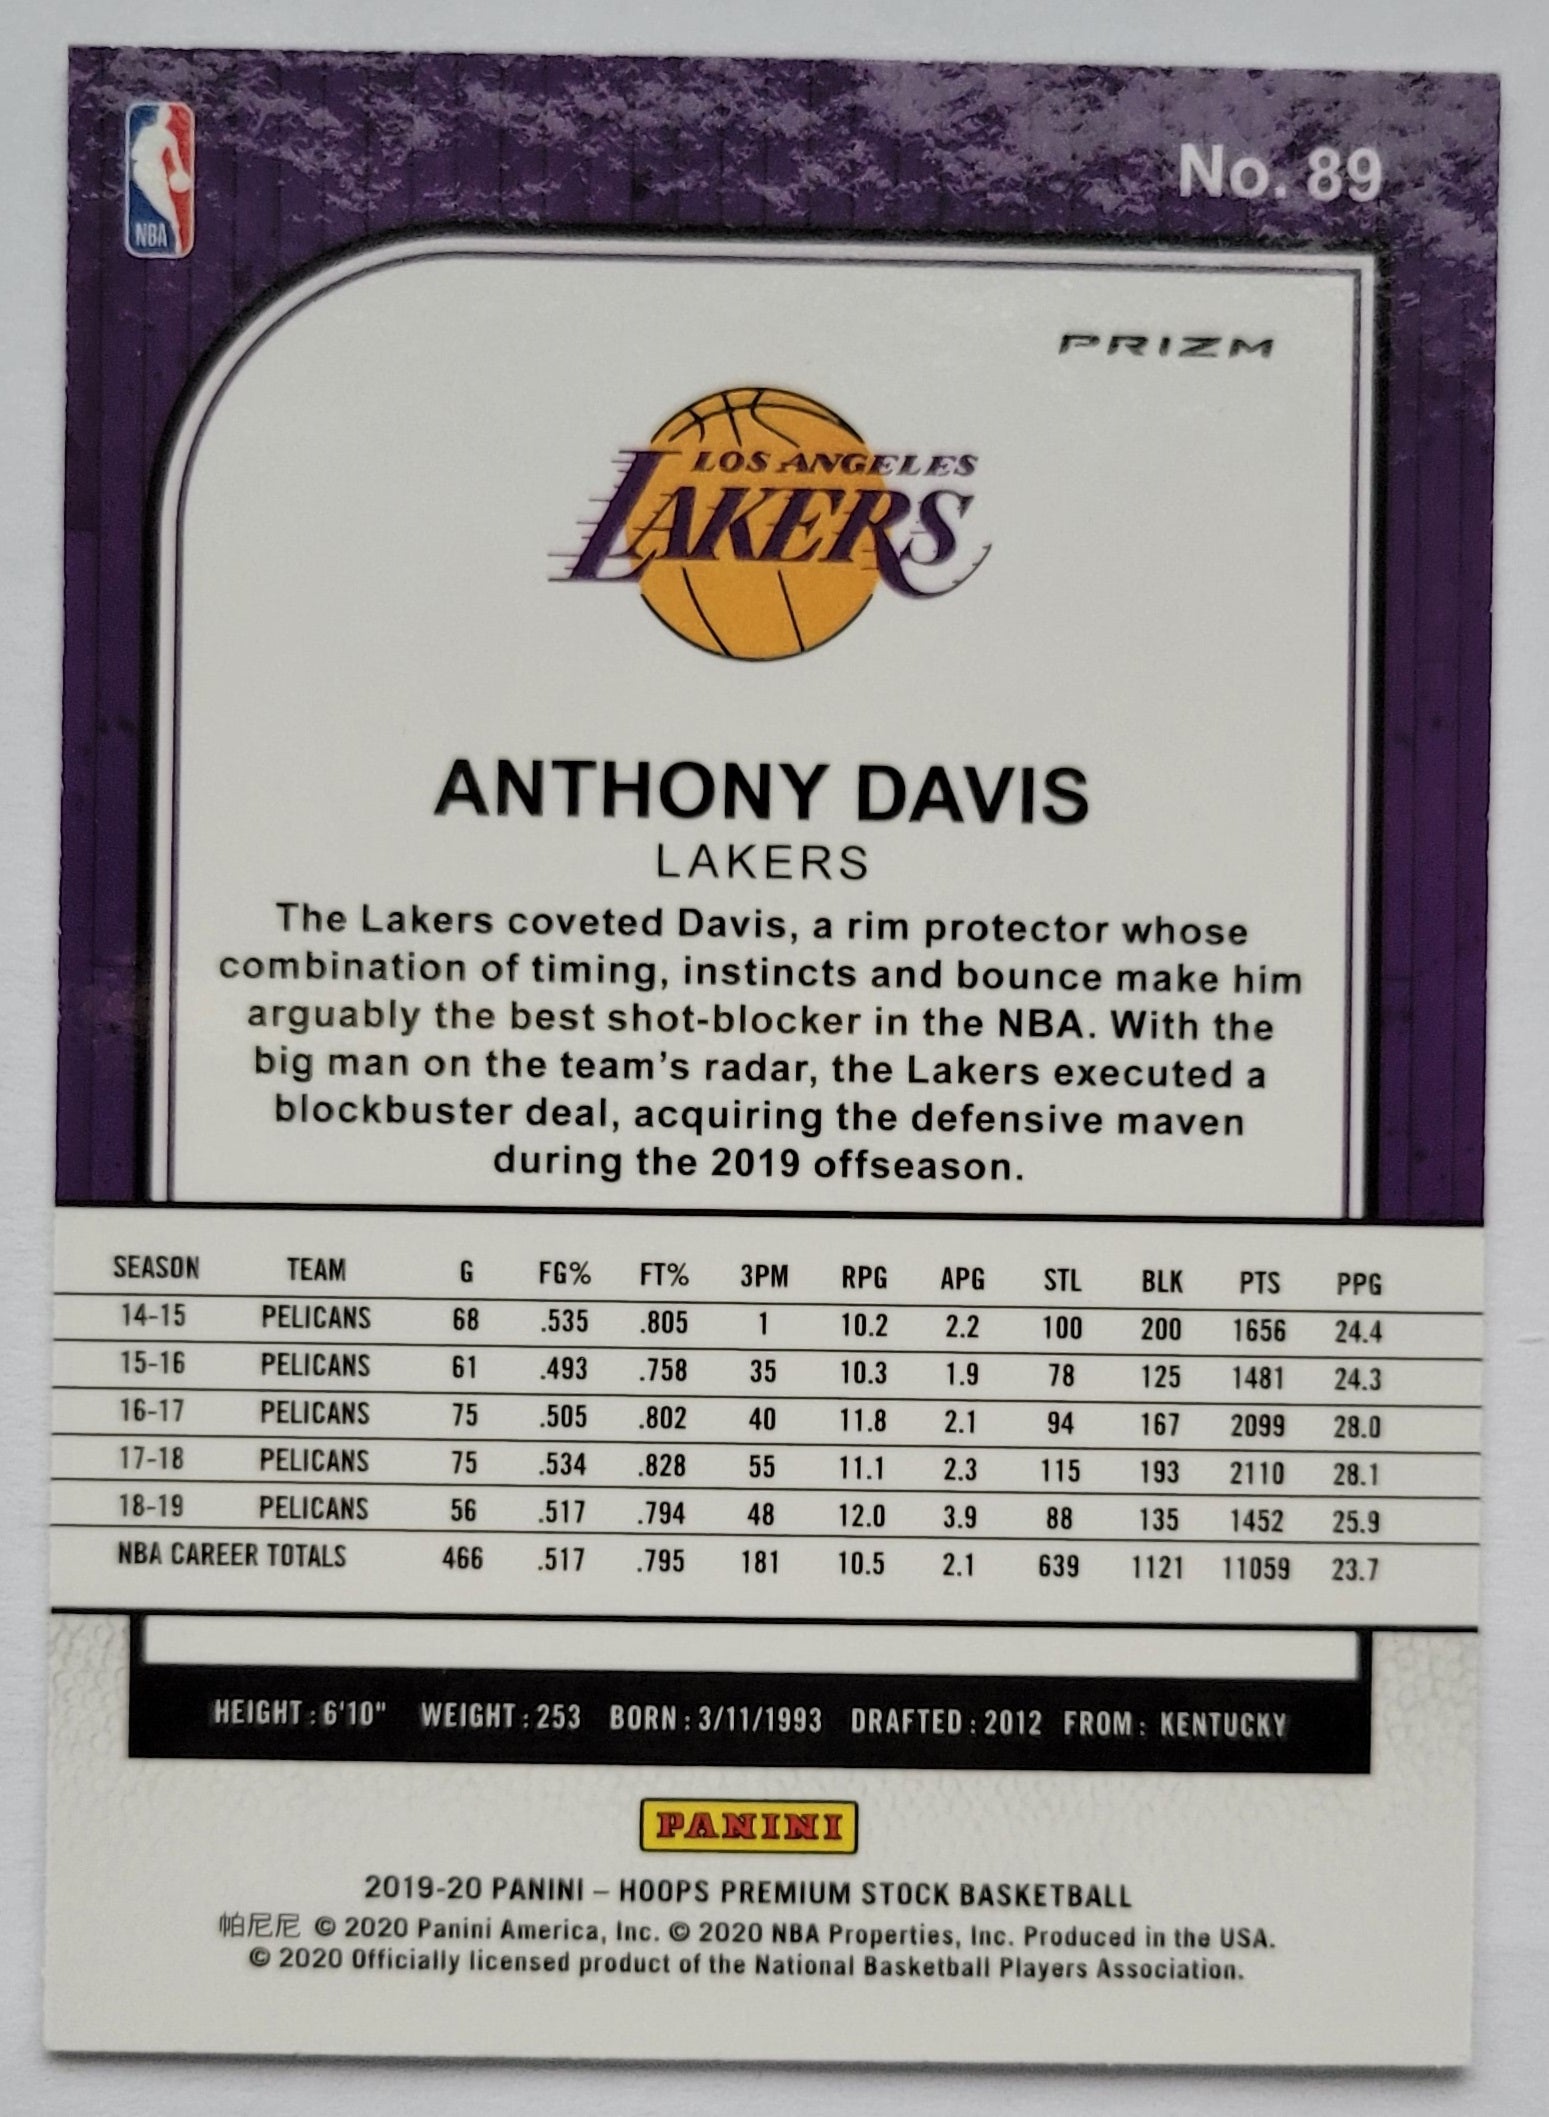 No. 89
NBA
PRIZM
LOS ANGELES
LAKERS
ANTHONY DAVIS
LAKERS
The Lakers coveted Davis, a rim protector whose
combination of timing, instincts and bounce make him
arguably the best shot-blocker in the NBA. With the
big man on the team's radar, the Lakers executed a
blockbuster deal, acquiring the defensive maven
during the 2019 offseason.
SEASON TEAM G FG% FT% 3PM RPG APG STL BLK PTS PPG
14-15 PELICANS 68 .535 .805 1 10.2 2.2 100 200 1656 24.4
15-16 PELICANS 61 .493 .758 35 10.3 1.9 78 125 1481 24.3
16-17 PELICANS 75 .505 .802 40 11.8 2.1 94 167 2099 28.0
17-18 PELICANS 75 .534 .828 55 11.1 2.3 115 193 2110 28.1
18-19 PELICANS 56 .517 .794 48 12.0 3.9 88 135 1452 25.9
NBA CAREER TOTALS 466 .517 .795 181 10.5 2.1 639 1121 11059 23.7
HEIGHT : 6'10" WEIGHT : 253 BORN : 3/11/1993 DRAFTED : 2012 FROM : KENTUCKY
PANINI
2019-20 PANINI – HOOPS PREMIUM STOCK BASKETBALL
帕尼尼 © 2020 Panini America, Inc. © 2020 NBA Properties, Inc. Produced in the USA.
© 2020 Officially licensed product of the National Basketball Players Association.